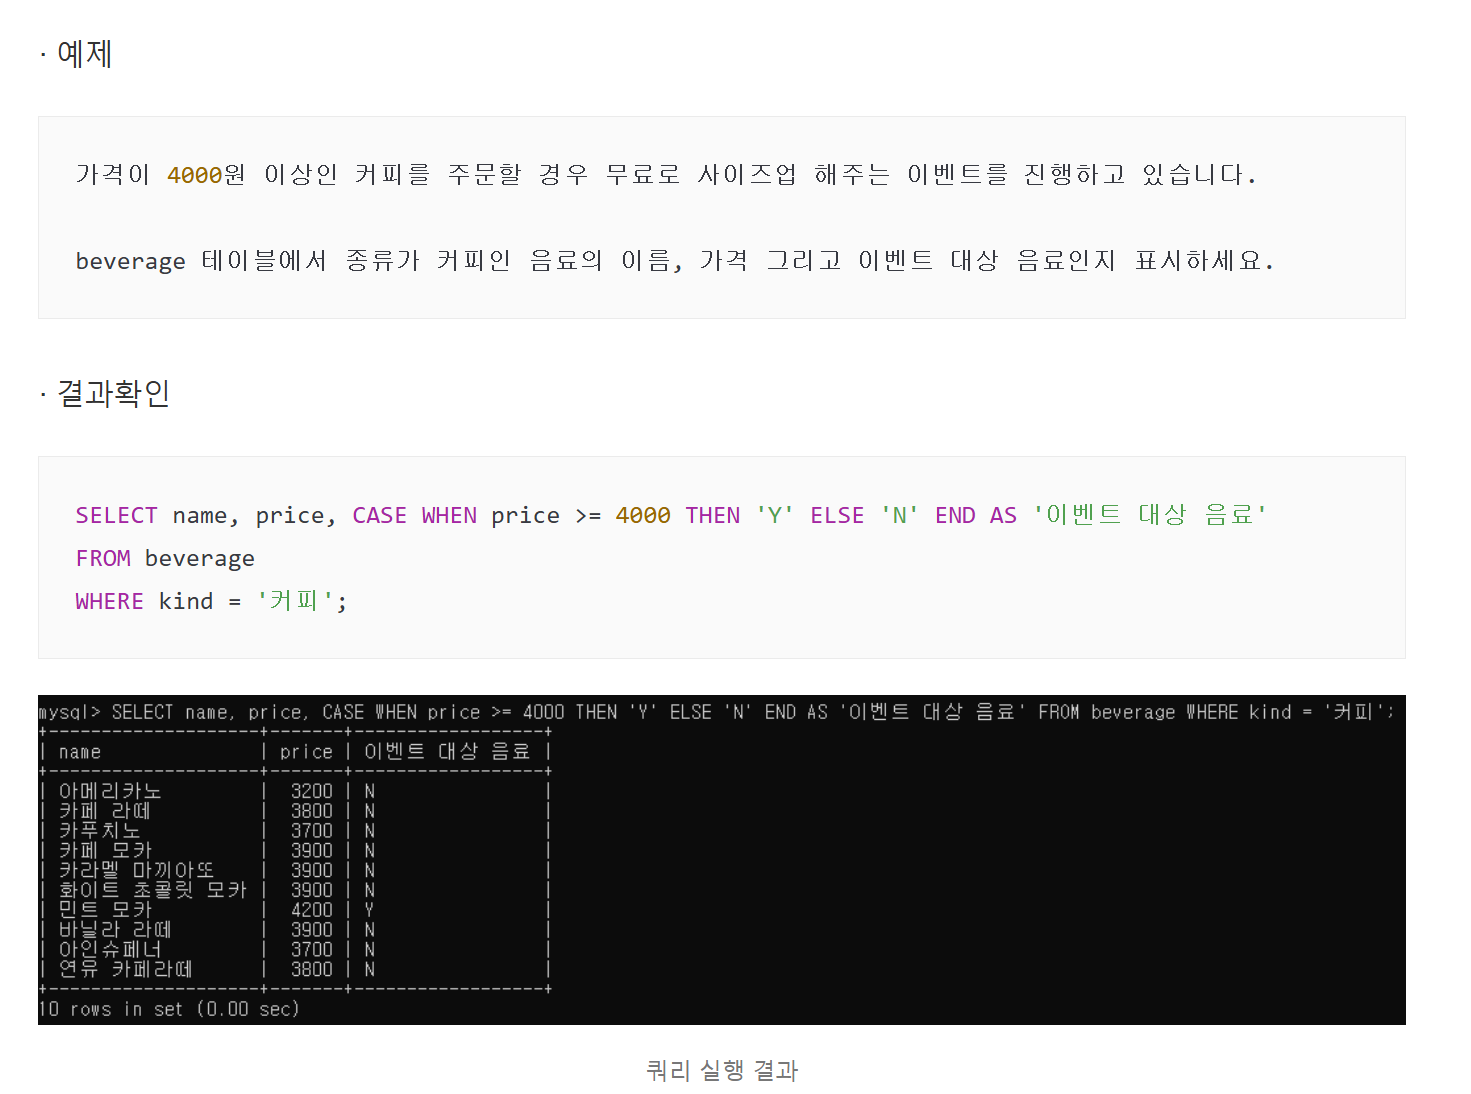 · 예제
가격이 4000원 이상인 커피를 주문할 경우 무료로 사이즈업 해주는 이벤트를 진행하고 있습니다.
beverage 테이블에서 종류가 커피인 음료의 이름, 가격 그리고 이벤트 대상 음료인지 표시하세요.
· 결과확인
SELECT name, price, CASE WHEN price >= 4000 THEN 'Y' ELSE 'N' END AS '이벤트 대상 음료'
FROM beverage
WHERE kind = '커피';
mysql> SELECT name, price, CASE WHEN price >= 4000 THEN 'Y' ELSE 'N' END AS '이벤트 대상 음료' FROM beverage WHERE kind = '커피';
+--------------------+-------+------------------+
| name               | price | 이벤트 대상 음료 |
+--------------------+-------+------------------+
| 아메리카노         |  3200 | N                |
| 카페 라떼          |  3800 | N                |
| 카푸치노           |  3700 | N                |
| 카페 모카          |  3900 | N                |
| 카라멜 마끼아또    |  3900 | N                |
| 화이트 초콜릿 모카 |  3900 | N                |
| 민트 모카          |  4200 | Y                |
| 바닐라 라떼        |  3900 | N                |
| 아인슈페너         |  3700 | N                |
| 연유 카페라떼      |  3800 | N                |
+--------------------+-------+------------------+
10 rows in set (0.00 sec)
쿼리 실행 결과